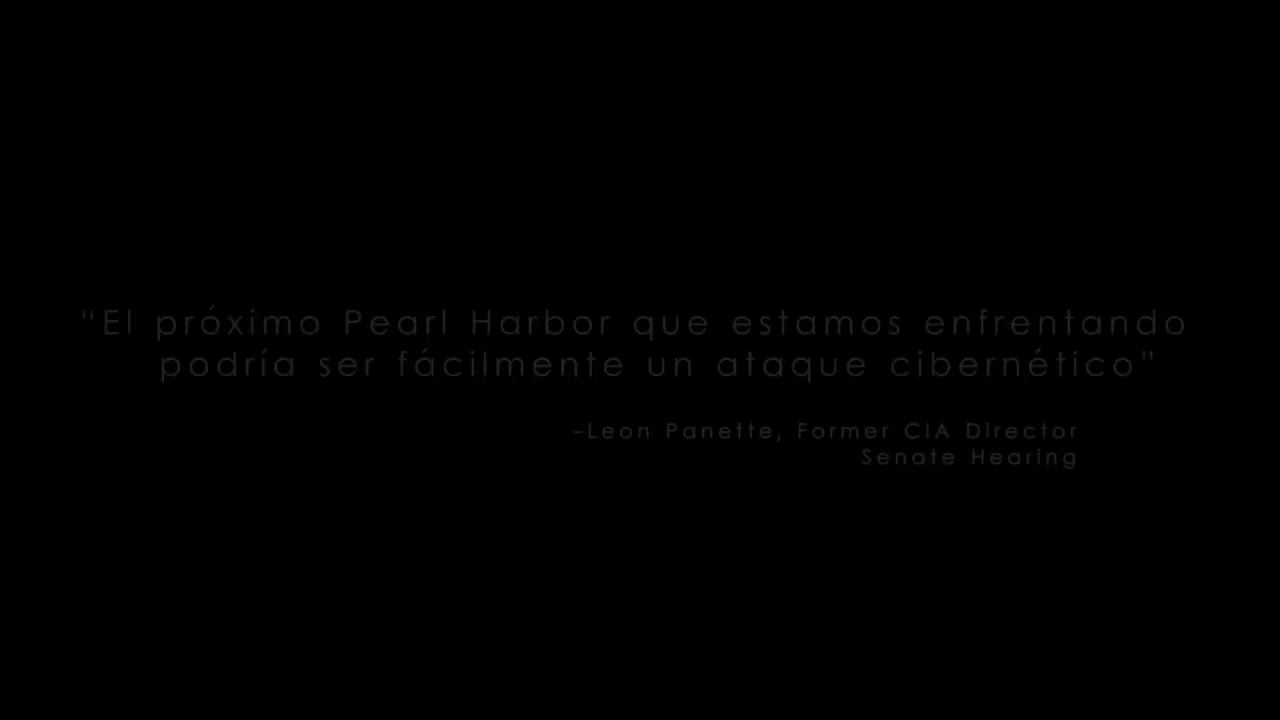 "El próximo Pearl Harbor que estamos enfrentando
podría ser fácilmente un ataque cibernético"
–Leon Panette, Former CIA Director
Senate Hearing